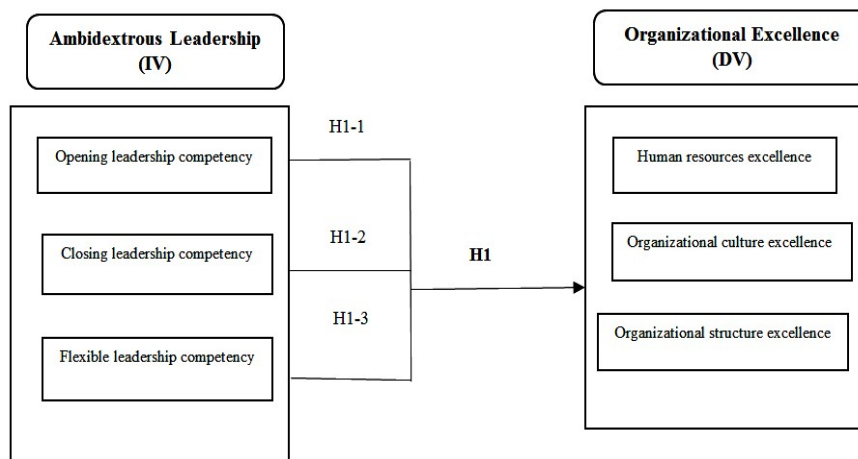 Ambidextrous Leadership
(IV)
Organizational Excellence
(DV)
H1-1
Opening leadership competency
Human resources excellence
H1-2
Closing leadership competency
H1
Organizational culture excellence
H1-3
Flexible leadership competency
Organizational structure excellence